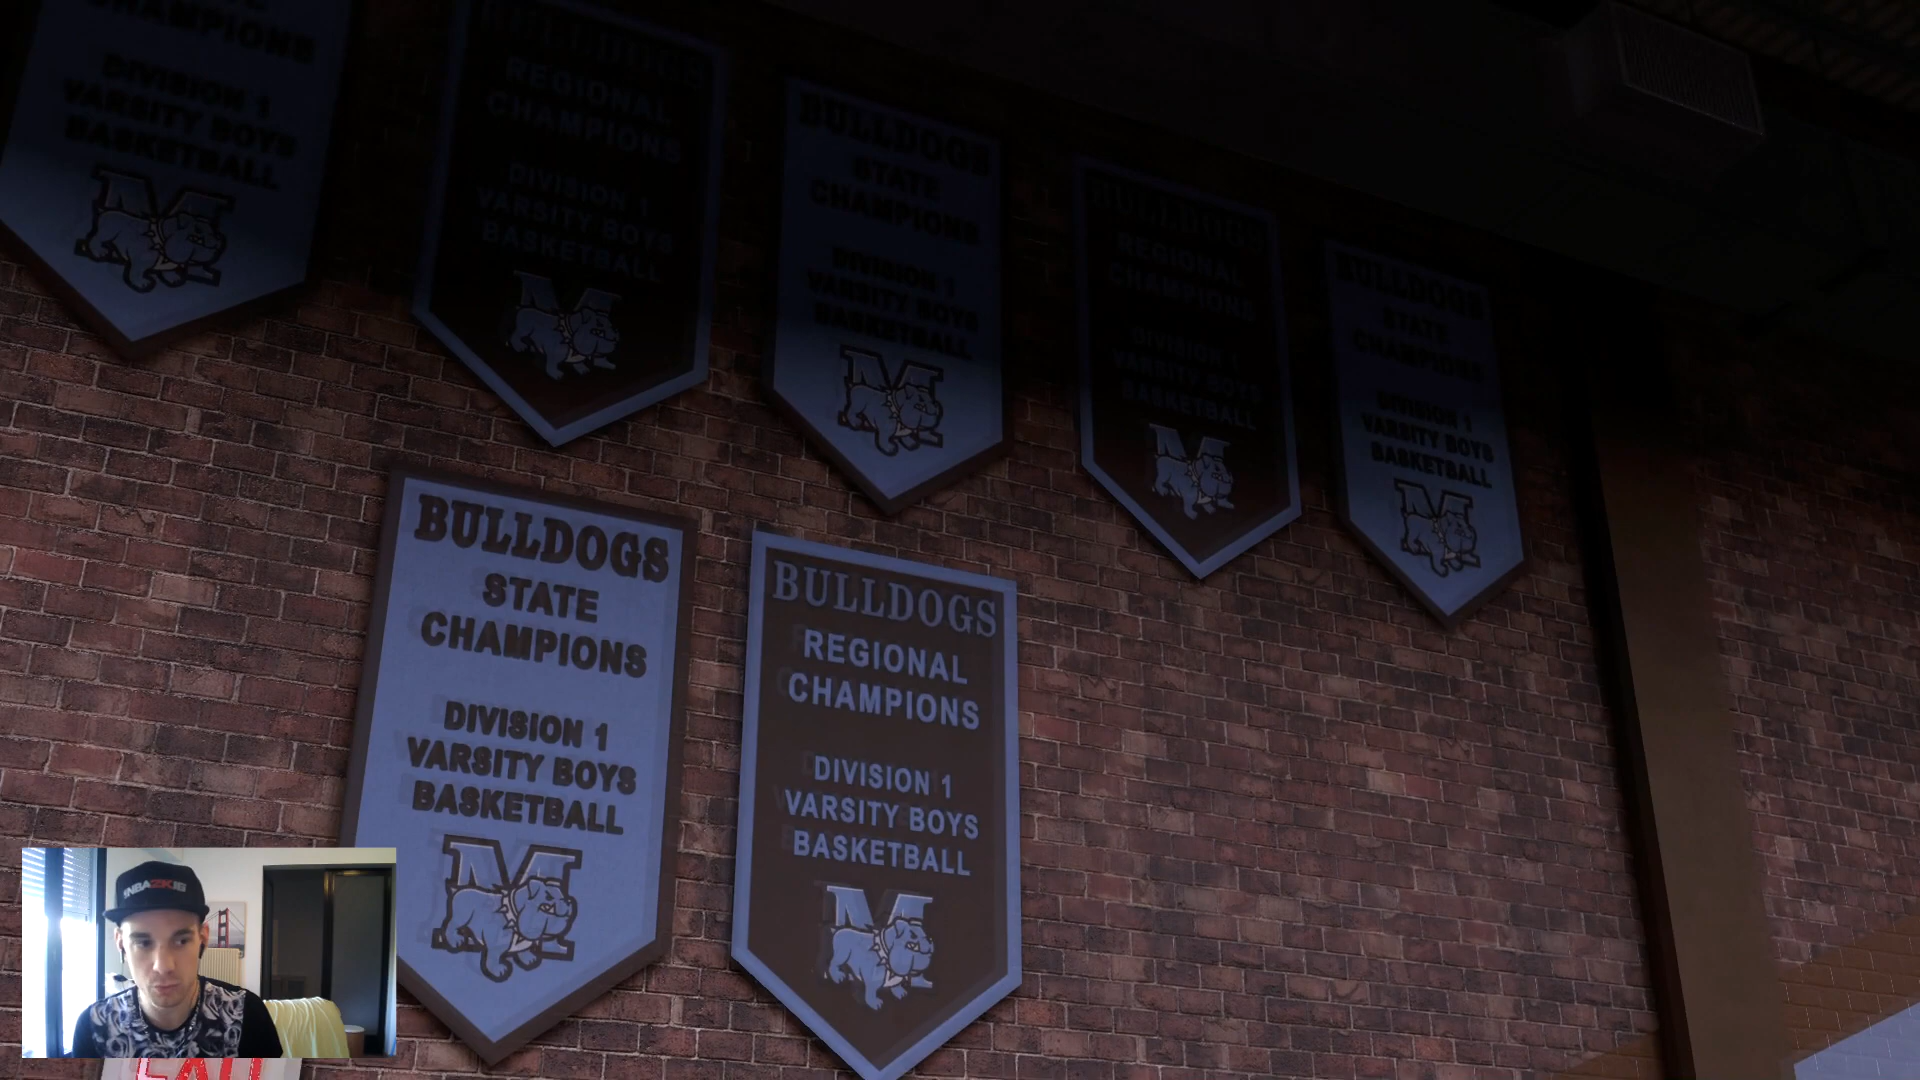 CHAMPIONS
DIVISION 1
VARSITY BOYS
BASKETBALL
M
BULLDOGS
REGIONAL
CHAMPIONS
DIVISION 1
VARSITY BOYS
BASKETBALL
M
BULLDOGS
STATE
CHAMPIONS
DIVISION 1
VARSITY BOYS
BASKETBALL
M
BULLDOGS
REGIONAL
CHAMPIONS
DIVISION 1
VARSITY BOYS
BASKETBALL
M
BULLDOGS
STATE
CHAMPIONS
DIVISION 1
VARSITY BOYS
BASKETBALL
M
BULLDOGS
STATE
CHAMPIONS
DIVISION 1
VARSITY BOYS
BASKETBALL
M
BULLDOGS
REGIONAL
CHAMPIONS
DIVISION 1
VARSITY BOYS
BASKETBALL
M
NBA2K16